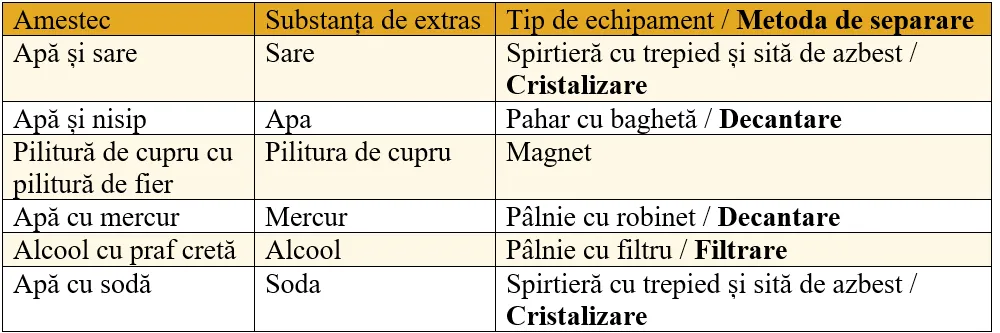 Amestec Substanța de extras Tip de echipament / Metoda de separare
Apă și sare Sare Spirtieră cu trepied și sită de azbest /
Cristalizare
Apă și nisip Apa Pahar cu baghetă / Decantare
Pilitură de cupru cu Pilitura de cupru Magnet
pilitură de fier
Apă cu mercur Mercur Pâlnie cu robinet / Decantare
Alcool cu praf cretă Alcool Pâlnie cu filtru / Filtrare
Apă cu sodă Soda Spirtieră cu trepied și sită de azbest /
Cristalizare